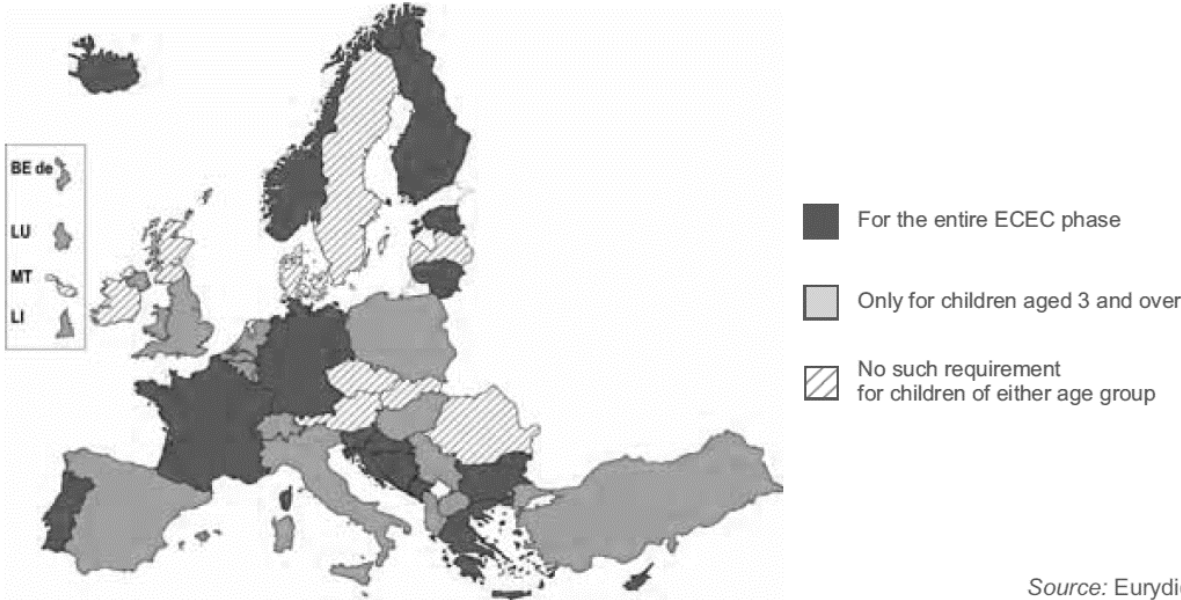 BE de
LU
MT
LI
For the entire ECEC phase
Only for children aged 3 and over
No such requirement
for children of either age group
Source: